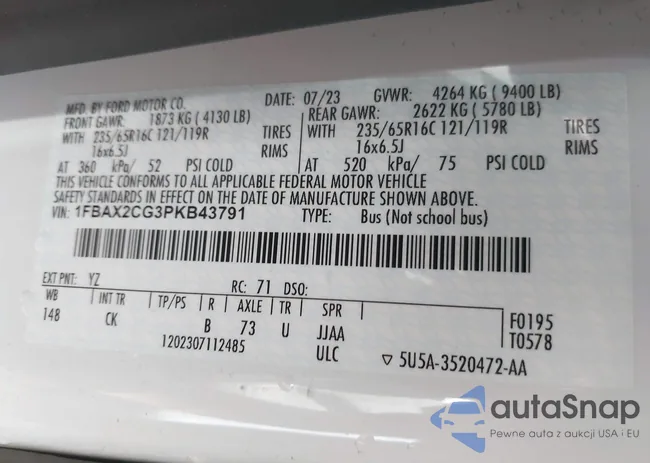 MFD. BY FORD MOTOR CO. DATE: 07/23 GVWR: 4264 KG ( 9400 LB)
FRONT GAWR: 1873 KG ( 4130 LB) REAR GAWR: 2622 KG ( 5780 LB)
WITH 235/65R16C 121/119R TIRES WITH 235/65R16C 121/119R TIRES
16x6.5J RIMS 16x6.5J RIMS
AT 360 kPa/ 52 PSI COLD AT 520 kPa/ 75 PSI COLD
THIS VEHICLE CONFORMS TO ALL APPLICABLE FEDERAL MOTOR VEHICLE
SAFETY STANDARDS IN EFFECT ON THE DATE OF MANUFACTURE SHOWN ABOVE.
VIN: 1FBAX2CG3PKB43791 TYPE: Bus (Not school bus)
EXT PNT: YZ RC: 71 DSO:
WB INT TR TP/PS R AXLE TR SPR F0195
148 CK B 73 U JJAA T0578
1202307112485 ULC ▽ 5U5A-3520472-AA
autaSnap
Pewne auta z aukcji USA i EU